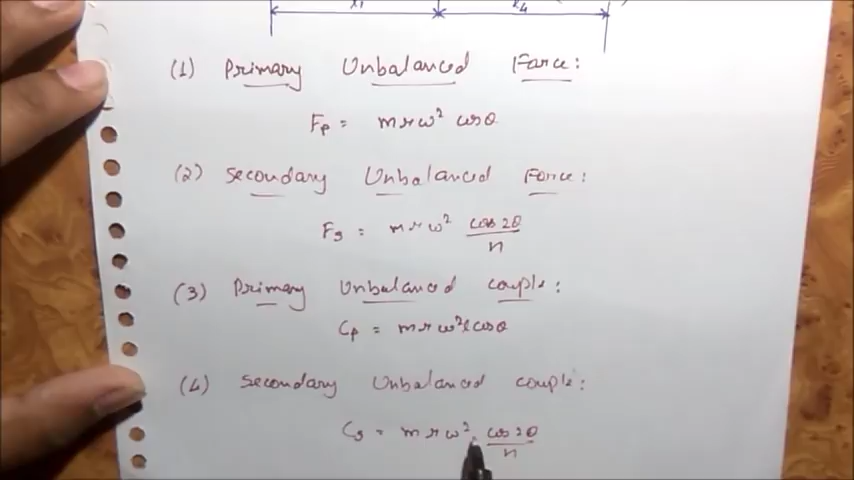 l4
(1) Primary Unbalanced Force:
Fp = mrω² cosθ
(2) Secondary Unbalanced Force:
Fs = mrω² cos2θ/n
(3) Primary Unbalanced couple:
Cp = mrω²l cosθ
(4) Secondary Unbalanced couple:
Cs = mrω² cos2θ/n